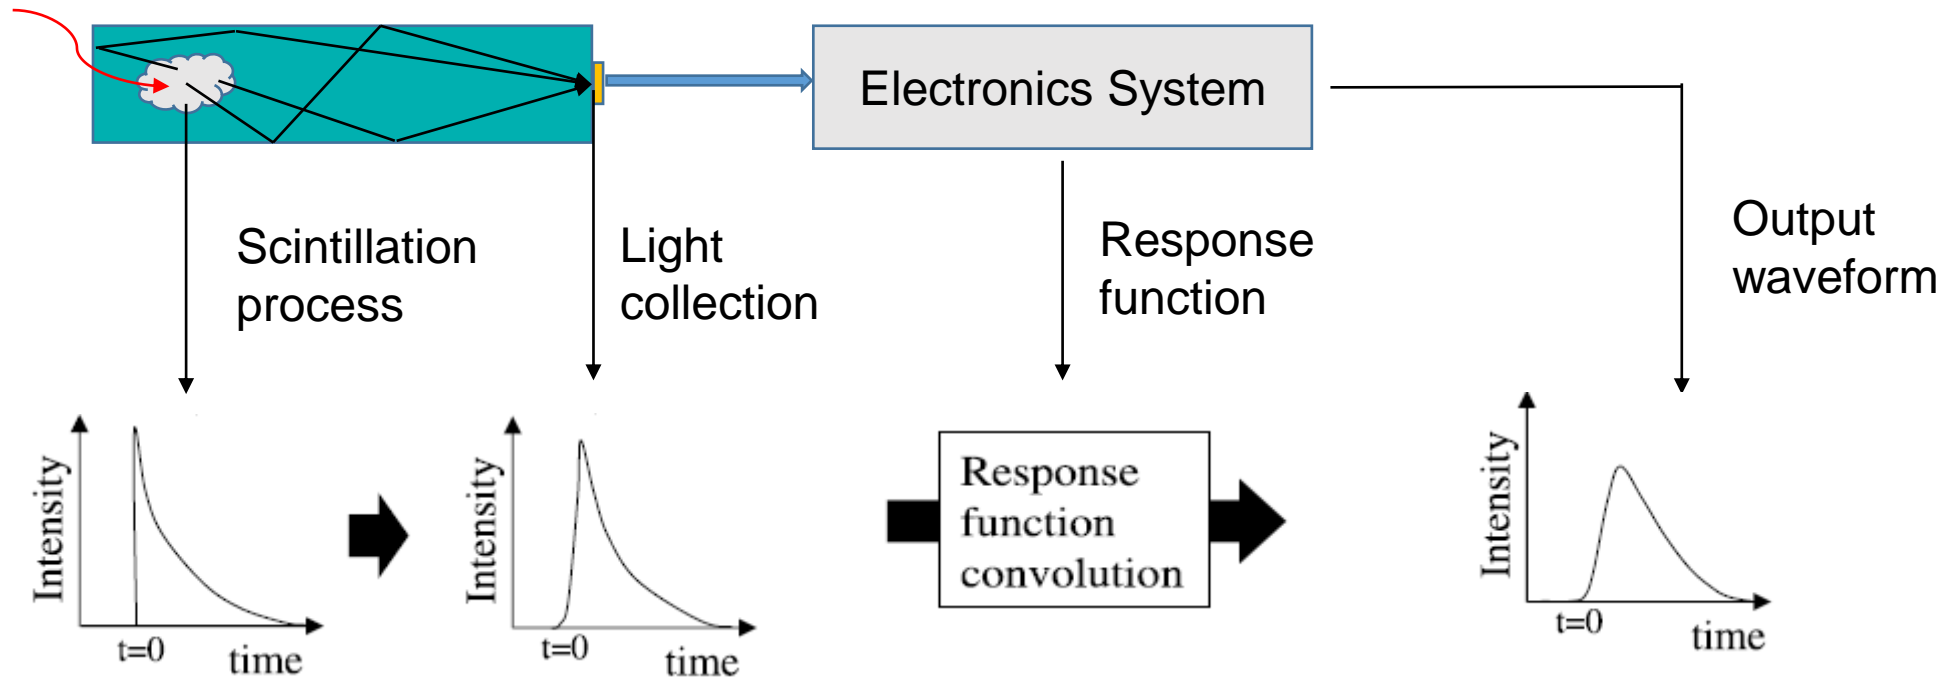 Electronics System
Scintillation
process
Light
collection
Response
function
Output
waveform
Intensity
t=0
time
Intensity
t=0
time
Response
function
convolution
Intensity
t=0
time